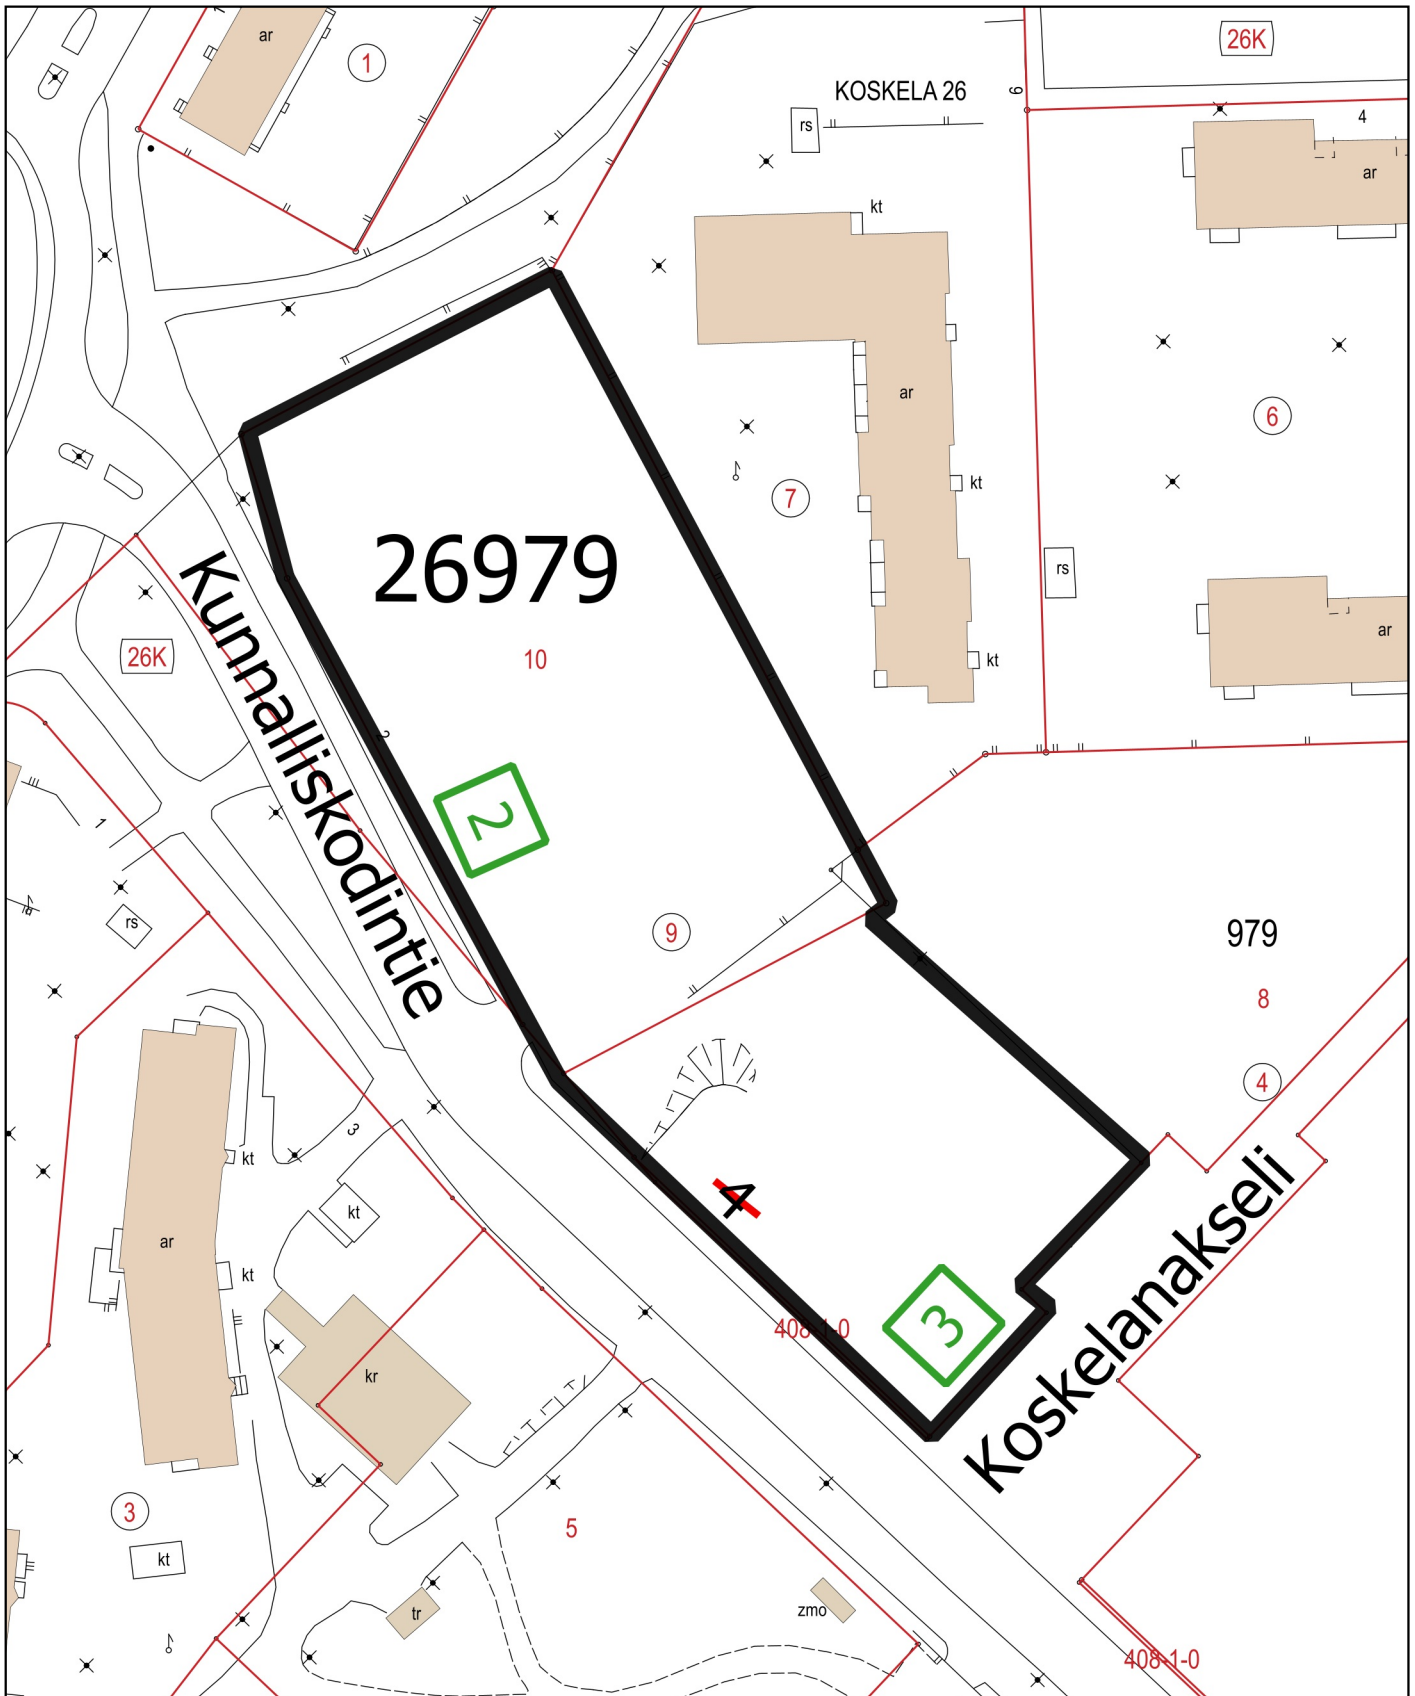 ar
1
KOSKELA 26
rs
9
26K
4
ar
kt
ar
6
26979
7
kt
rs
10
ar
kt
Kunnalliskodintie
26K
2
1
2
rs
9
979
8
4
3
kt
kt
ar
kt
4
Koskelanakseli
408-1-0
3
kr
3
kt
5
tr
zmo
408-1-0